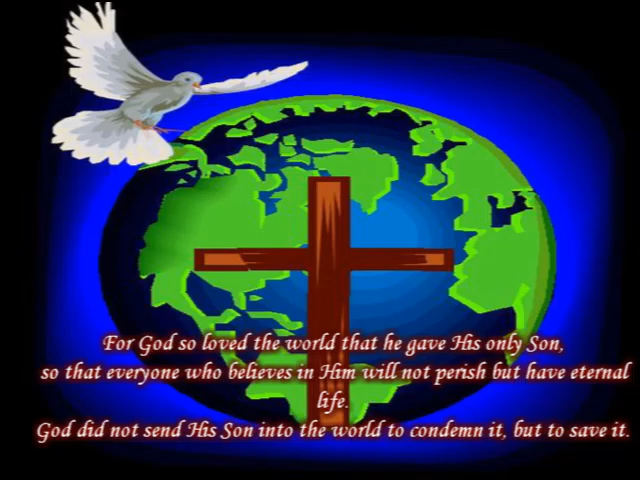 For God so loved the world that he gave His only Son,
so that everyone who believes in Him will not perish but have eternal
life.
God did not send His Son into the world to condemn it, but to save it.